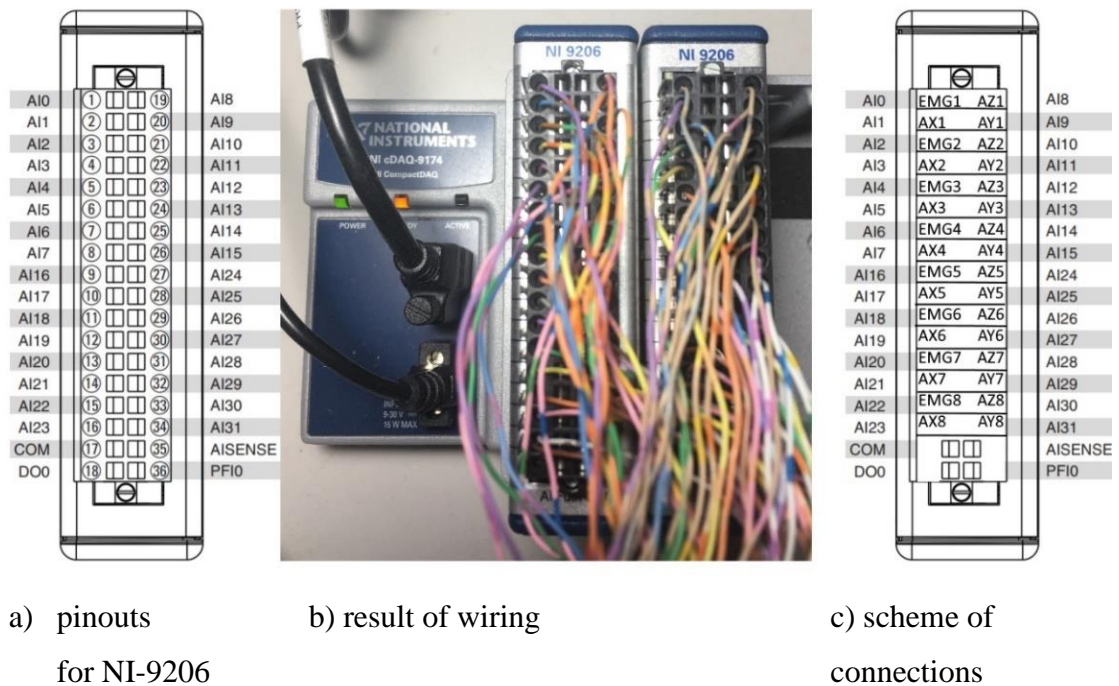 AI0 1 19 AI8
AI1 2 20 AI9
AI2 3 21 AI10
AI3 4 22 AI11
AI4 5 23 AI12
AI5 6 24 AI13
AI6 7 25 AI14
AI7 8 26 AI15
AI16 9 27 AI24
AI17 10 28 AI25
AI18 11 29 AI26
AI19 12 30 AI27
AI20 13 31 AI28
AI21 14 32 AI29
AI22 15 33 AI30
AI23 16 34 AI31
COM 17 35 AISENSE
DO0 18 36 PFI0
NI 9206
NI 9206
NATIONAL
INSTRUMENTS
NI cDAQ-9174
NI CompactDAQ
POWER ACTIVE
9-30 V
15 W MAX
AI0 EMG1 AZ1 AI8
AI1 AX1 AY1 AI9
AI2 EMG2 AZ2 AI10
AI3 AX2 AY2 AI11
AI4 EMG3 AZ3 AI12
AI5 AX3 AY3 AI13
AI6 EMG4 AZ4 AI14
AI7 AX4 AY4 AI15
AI16 EMG5 AZ5 AI24
AI17 AX5 AY5 AI25
AI18 EMG6 AZ6 AI26
AI19 AX6 AY6 AI27
AI20 EMG7 AZ7 AI28
AI21 AX7 AY7 AI29
AI22 EMG8 AZ8 AI30
AI23 AX8 AY8 AI31
COM AISENSE
DO0 PFI0
a) pinouts
for NI-9206
b) result of wiring
c) scheme of
connections